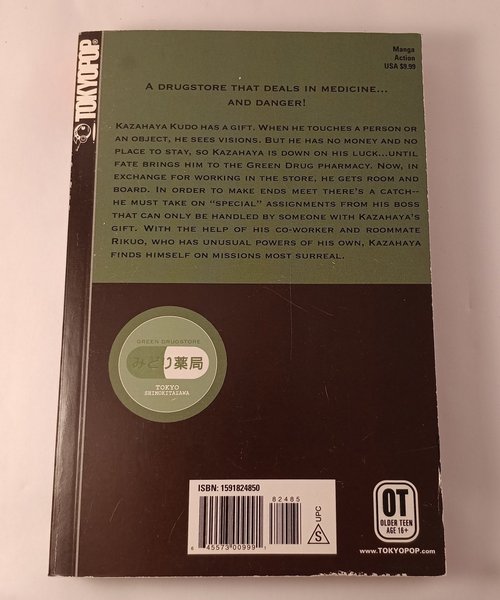 TOKYOPOP
Manga
Action
USA $9.99
A DRUGSTORE THAT DEALS IN MEDICINE...
AND DANGER!
KAZAHAYA KUDO HAS A GIFT. WHEN HE TOUCHES A PERSON OR
AN OBJECT, HE SEES VISIONS. BUT HE HAS NO MONEY AND NO
PLACE TO STAY, SO KAZAHAYA IS DOWN ON HIS LUCK...UNTIL
FATE BRINGS HIM TO THE GREEN DRUG PHARMACY. NOW, IN
EXCHANGE FOR WORKING IN THE STORE, HE GETS ROOM AND
BOARD. IN ORDER TO MAKE ENDS MEET THERE'S A CATCH--
HE MUST TAKE ON "SPECIAL" ASSIGNMENTS FROM HIS BOSS
THAT CAN ONLY BE HANDLED BY SOMEONE WITH KAZAHAYA'S
GIFT. WITH THE HELP OF HIS CO-WORKER AND ROOMMATE
RIKUO, WHO HAS UNUSUAL POWERS OF HIS OWN, KAZAHAYA
FINDS HIMSELF ON MISSIONS MOST SURREAL.
GREEN DRUGSTORE
みどり薬局
TOKYO
SHIMOKITAZAWA
ISBN: 1591824850
82485
6 45573 00999 1
S UPC
OT
OLDER TEEN
AGE 16+
www.TOKYOPOP.com